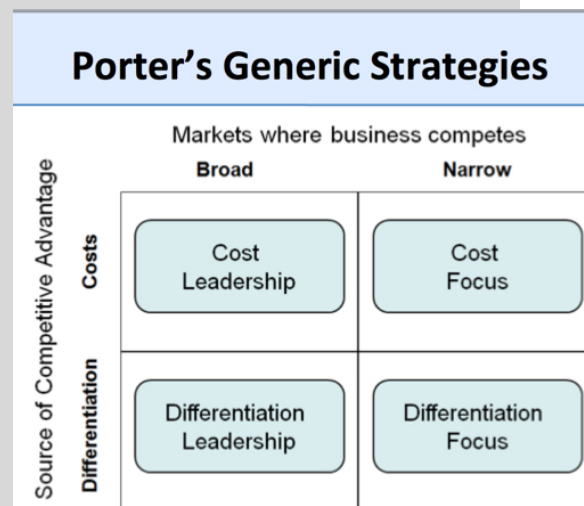 Porter’s Generic Strategies
Markets where business competes
Broad
Narrow
Source of Competitive Advantage
Costs
Cost
Leadership
Cost
Focus
Differentiation
Differentiation
Leadership
Differentiation
Focus